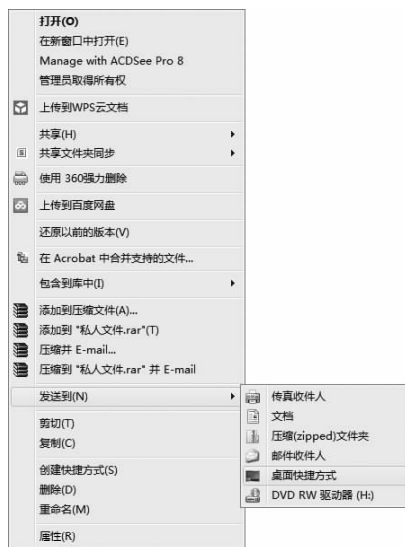 打开(O)
在新窗口中打开(E)
Manage with ACDSee Pro 8
管理员取得所有权
上传到WPS云文档
共享(H)
共享文件夹同步
使用 360强力删除
上传到百度网盘
还原以前的版本(V)
在 Acrobat 中合并支持的文件...
包含到库中(I)
添加到压缩文件(A)...
添加到 "私人文件.rar"(T)
压缩并 E-mail...
压缩到 "私人文件.rar" 并 E-mail
发送到(N)
剪切(T)
复制(C)
创建快捷方式(S)
删除(D)
重命名(M)
属性(R)
传真收件人
文档
压缩(zipped)文件夹
邮件收件人
桌面快捷方式
DVD RW 驱动器 (H:)